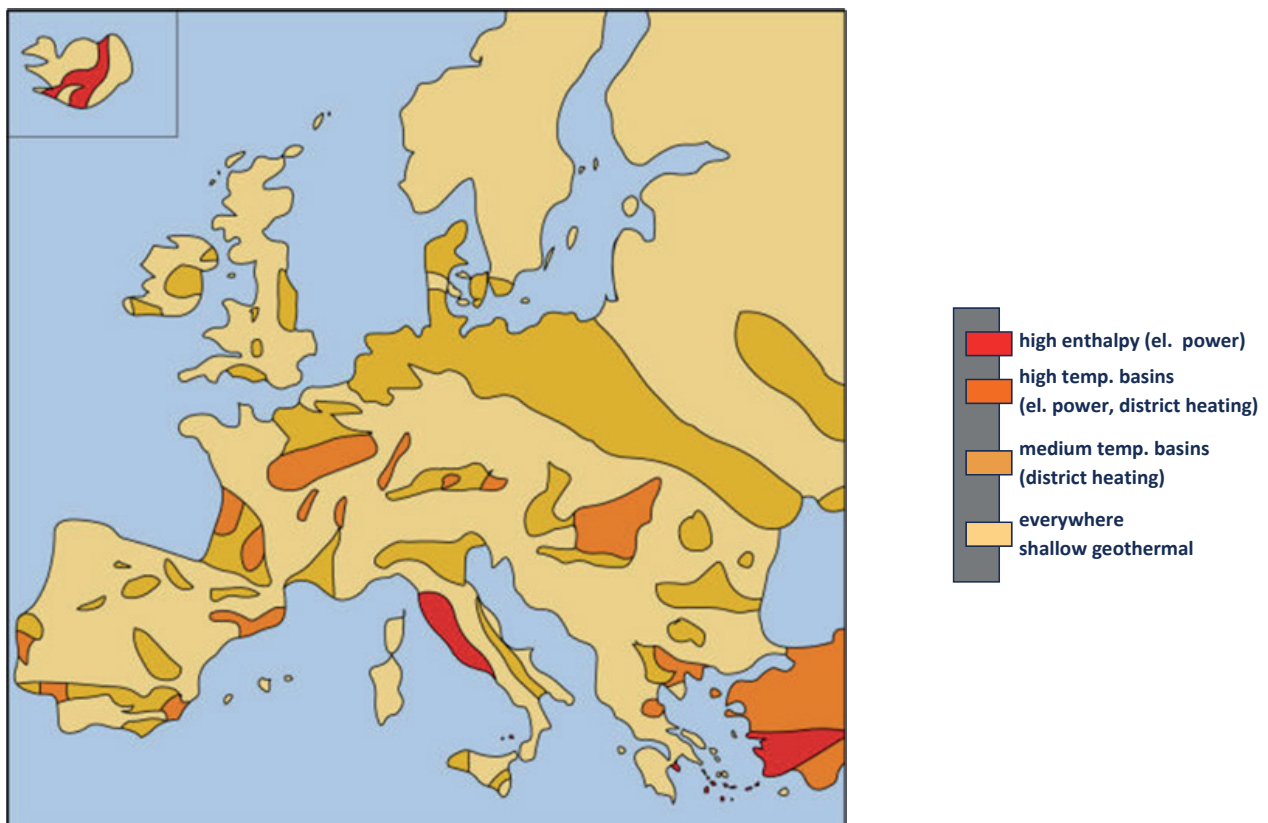 high enthalpy (el. power)
high temp. basins
(el. power, district heating)
medium temp. basins
(district heating)
everywhere
shallow geothermal